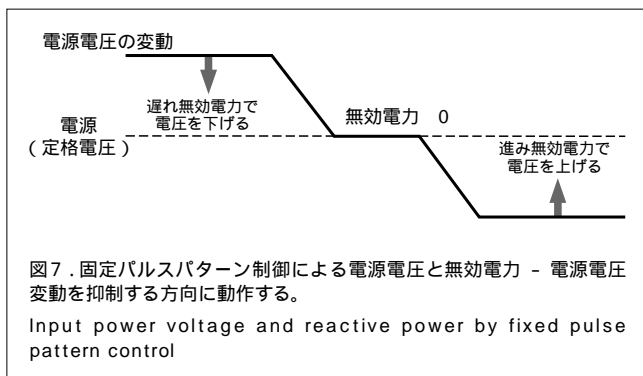 電源電圧の変動
遅れ無効電力で
電圧を下げる
無効電力 0
電源
（定格電圧）
進み無効電力で
電圧を上げる
図7．固定パルスパターン制御による電源電圧と無効電力 － 電源電圧
変動を抑制する方向に動作する。
Input power voltage and reactive power by fixed pulse
pattern control